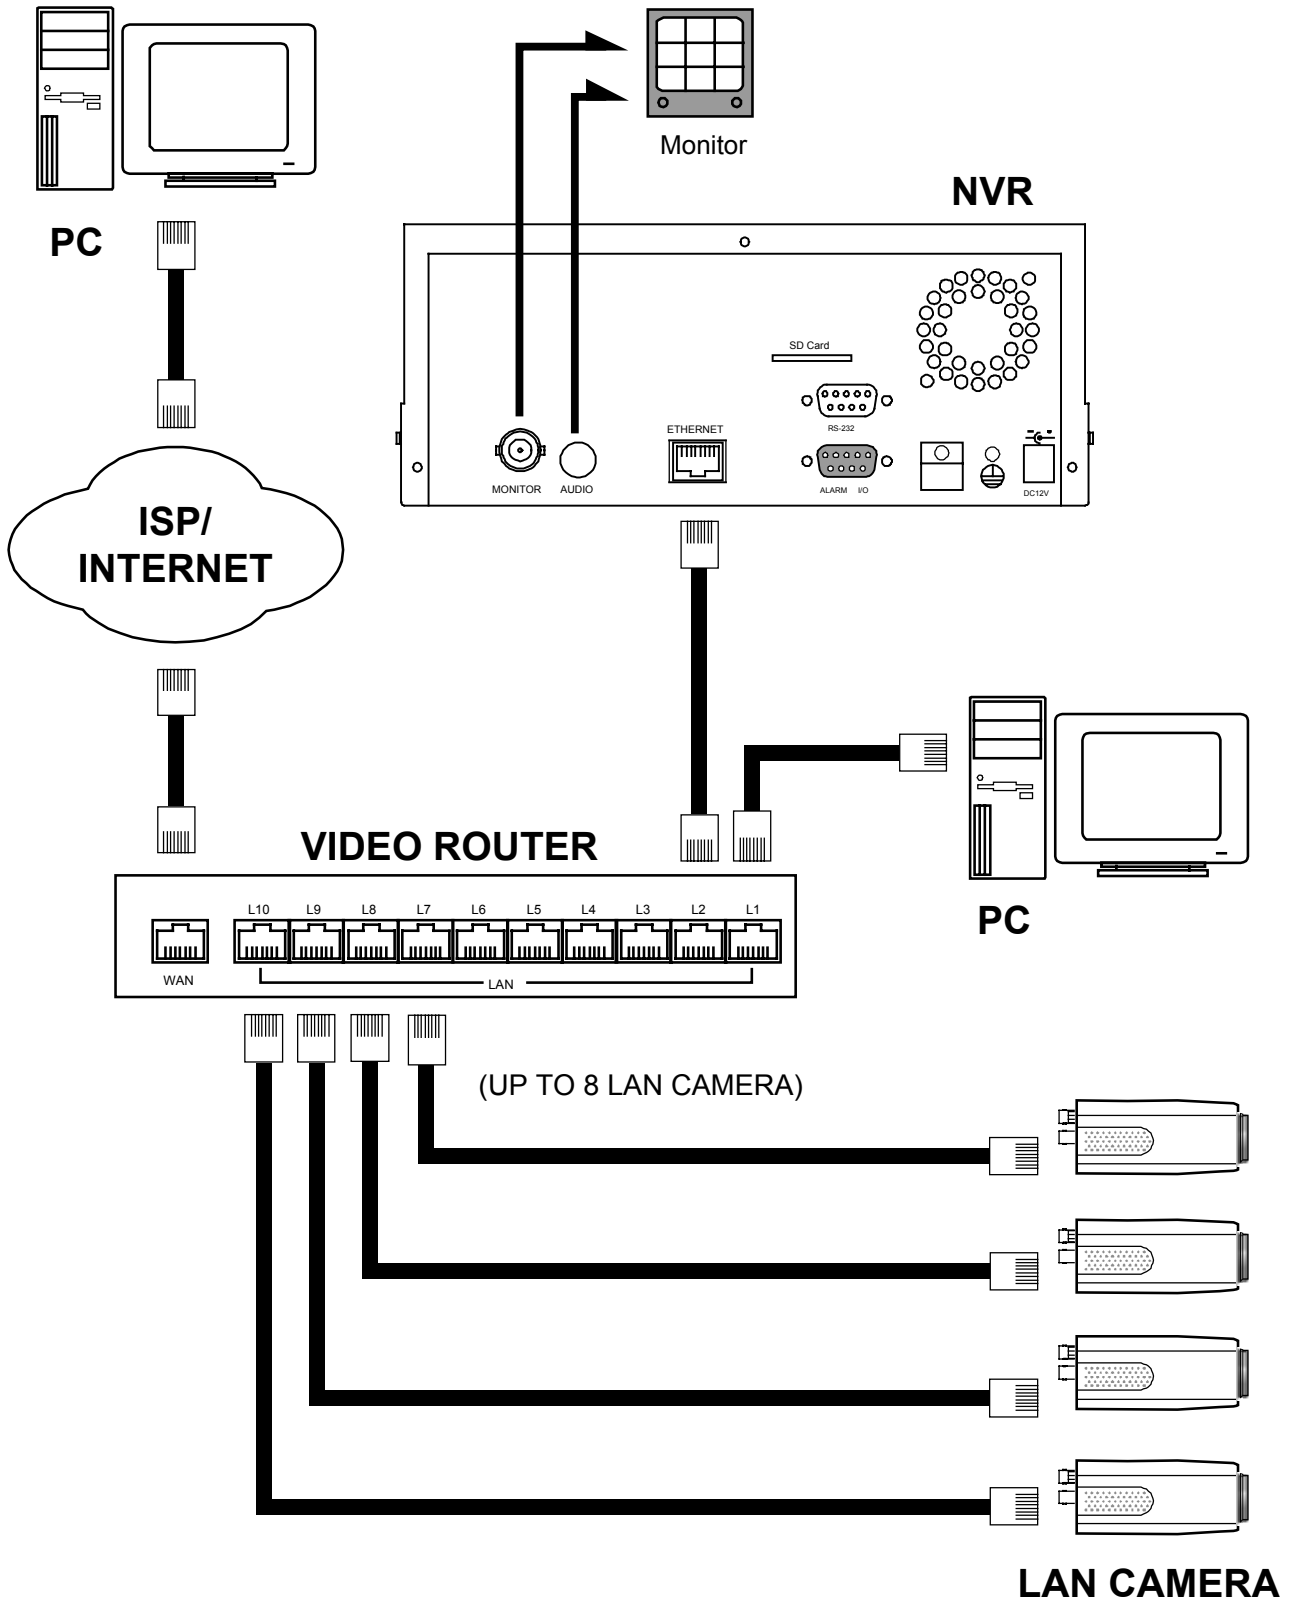 Monitor
NVR
PC
SD Card
RS-232
ETHERNET
MONITOR
AUDIO
ALARM I/O
DC12V
ISP/
INTERNET
VIDEO ROUTER
PC
L10 L9 L8 L7 L6 L5 L4 L3 L2 L1
WAN
LAN
(UP TO 8 LAN CAMERA)
LAN CAMERA